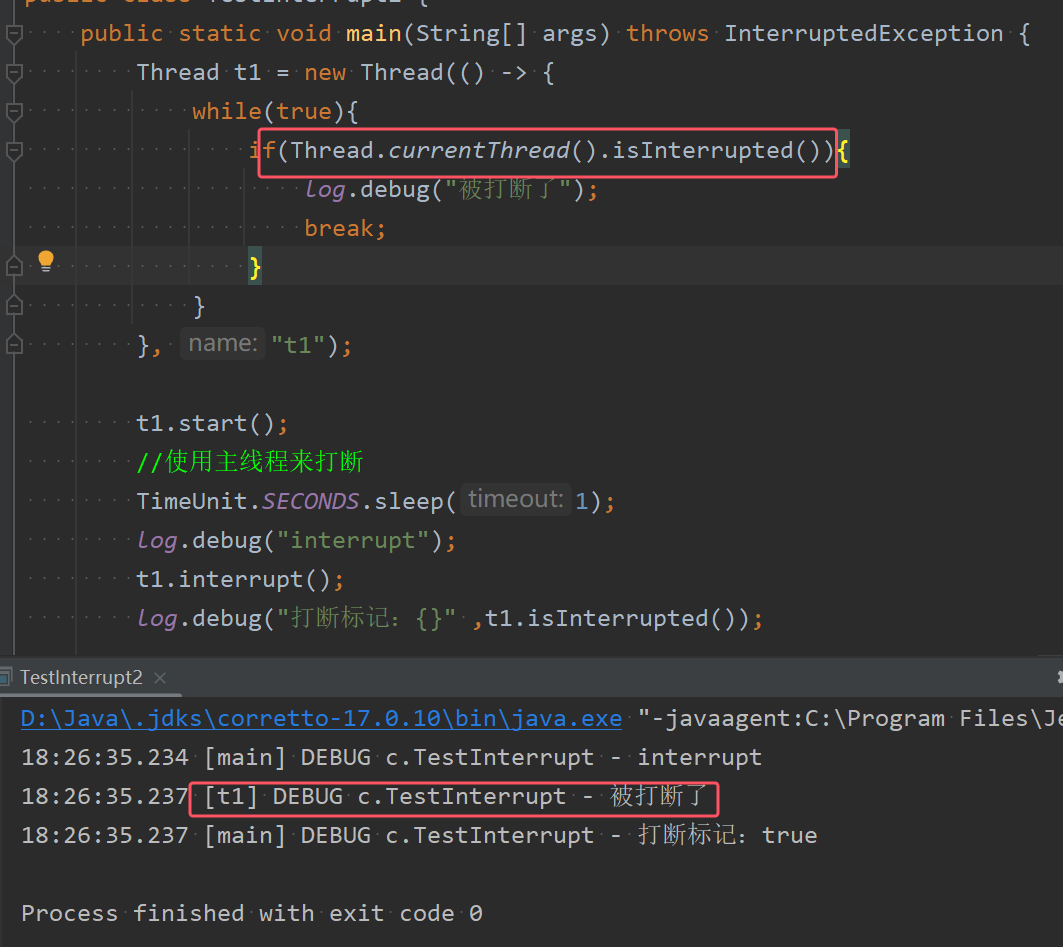 public class TestInterrupt2 {
public static void main(String[] args) throws InterruptedException {
Thread t1 = new Thread(() -> {
while(true){
if(Thread.currentThread().isInterrupted()){
log.debug("被打断了");
break;
}
}
}, name: "t1");
t1.start();
//使用主线程来打断
TimeUnit.SECONDS.sleep( timeout: 1);
log.debug("interrupt");
t1.interrupt();
log.debug("打断标记：{}" ,t1.isInterrupted());
TestInterrupt2
D:\Java\.jdks\corretto-17.0.10\bin\java.exe "-javaagent:C:\Program Files\Je
18:26:35.234 [main] DEBUG c.TestInterrupt - interrupt
18:26:35.237 [t1] DEBUG c.TestInterrupt - 被打断了
18:26:35.237 [main] DEBUG c.TestInterrupt - 打断标记：true
Process finished with exit code 0